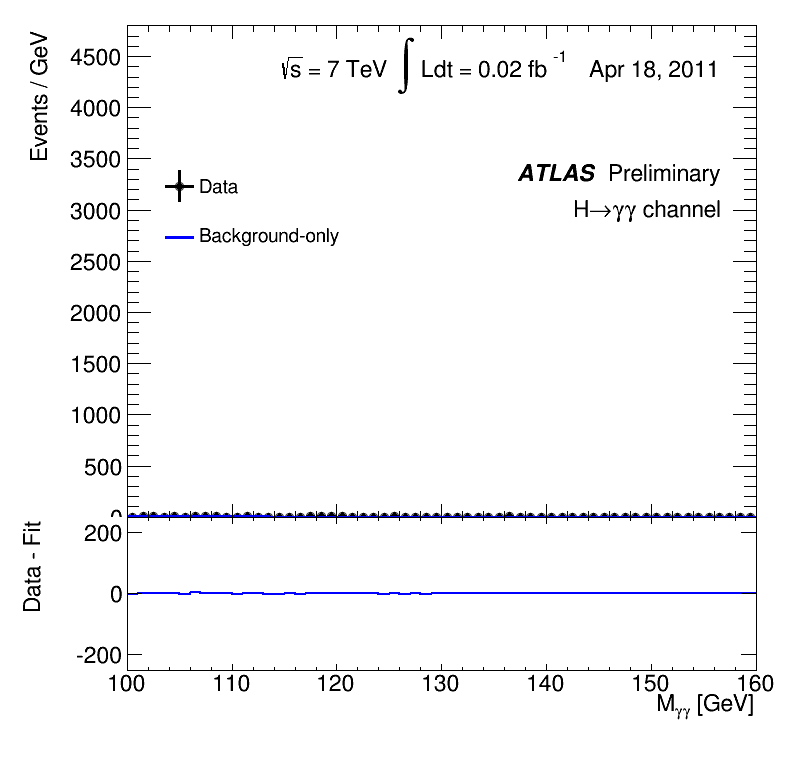 Events / GeV
4500
4000
3500
3000
2500
2000
1500
1000
500
0
√s = 7 TeV ∫ Ldt = 0.02 fb -1 Apr 18, 2011
ATLAS Preliminary
H→γγ channel
Data
Background-only
Data - Fit
200
0
-200
100 110 120 130 140 150 160
Mγγ [GeV]